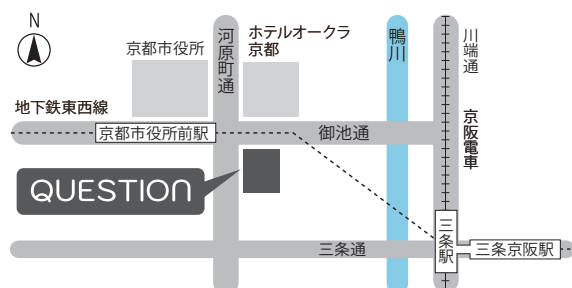 N
京都市役所
河原町通
ホテルオークラ
京都
鴨川
川端通
地下鉄東西線
京都市役所前駅
御池通
京阪電車
QUESTION
三条駅
三条通
三条京阪駅